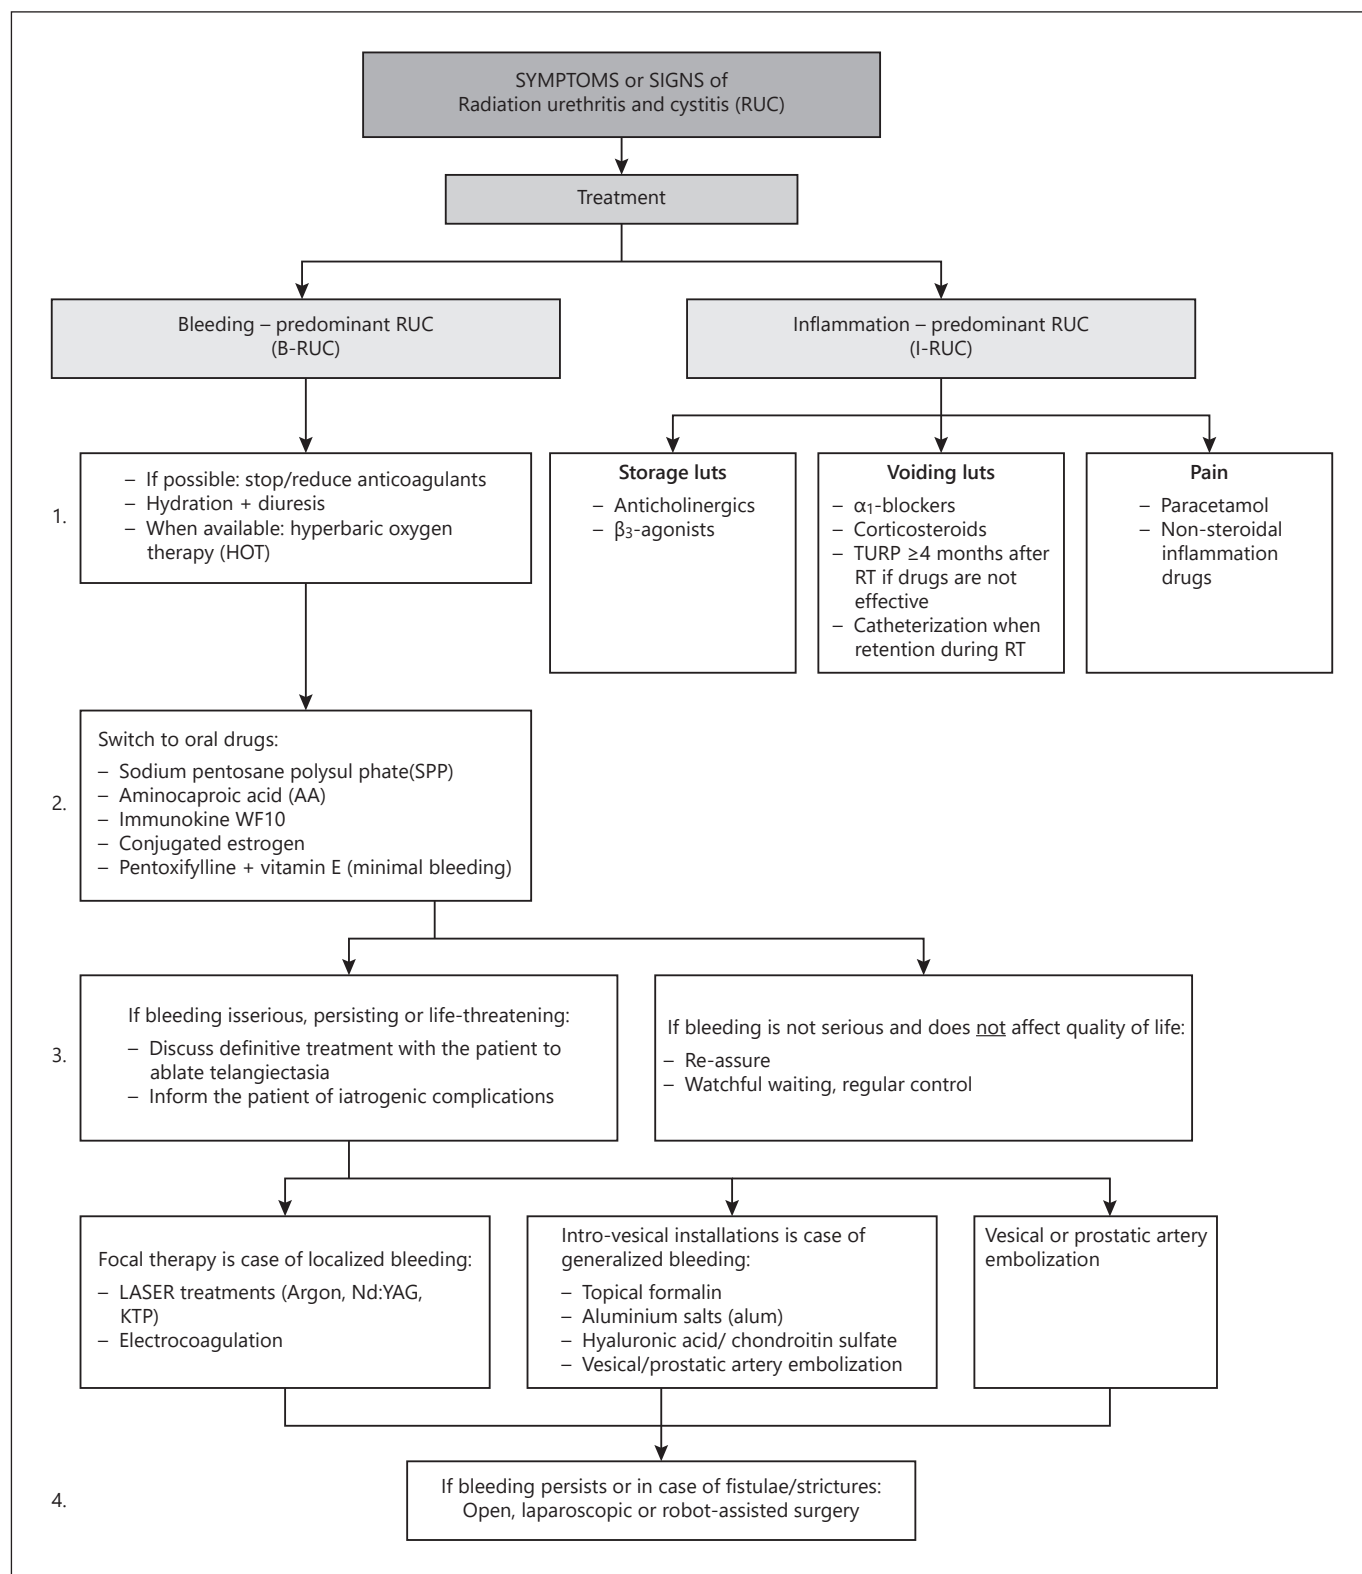 SYMPTOMS or SIGNS of
Radiation urethritis and cystitis (RUC)
Treatment
Bleeding – predominant RUC
(B-RUC)
Inflammation – predominant RUC
(I-RUC)
1.
– If possible: stop/reduce anticoagulants
– Hydration + diuresis
– When available: hyperbaric oxygen
therapy (HOT)
Storage luts
– Anticholinergics
– β3-agonists
Voiding luts
– α1-blockers
– Corticosteroids
– TURP ≥4 months after
RT if drugs are not
effective
– Catheterization when
retention during RT
Pain
– Paracetamol
– Non-steroidal
inflammation
drugs
2.
Switch to oral drugs:
– Sodium pentosane polysul phate(SPP)
– Aminocaproic acid (AA)
– Immunokine WF10
– Conjugated estrogen
– Pentoxifylline + vitamin E (minimal bleeding)
3.
If bleeding isserious, persisting or life-threatening:
– Discuss definitive treatment with the patient to
ablate telangiectasia
– Inform the patient of iatrogenic complications
If bleeding is not serious and does not affect quality of life:
– Re-assure
– Watchful waiting, regular control
Focal therapy is case of localized bleeding:
– LASER treatments (Argon, Nd:YAG,
KTP)
– Electrocoagulation
Intro-vesical installations is case of
generalized bleeding:
– Topical formalin
– Aluminium salts (alum)
– Hyaluronic acid/ chondroitin sulfate
– Vesical/prostatic artery embolization
Vesical or prostatic artery
embolization
4.
If bleeding persists or in case of fistulae/strictures:
Open, laparoscopic or robot-assisted surgery